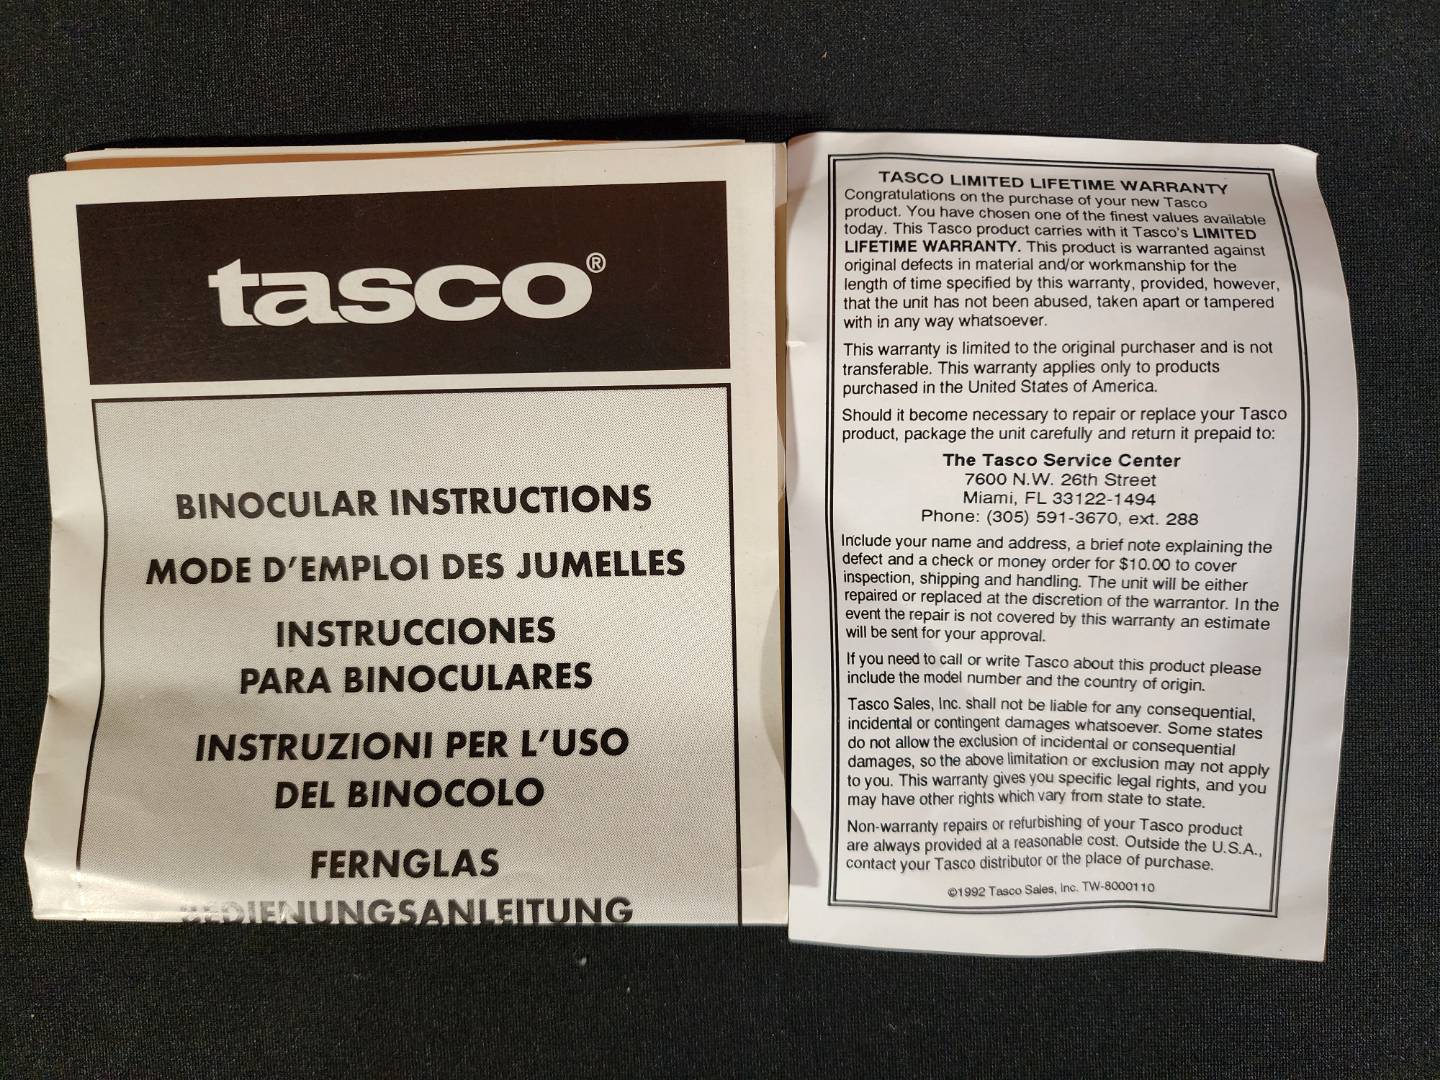 tasco®
BINOCULAR INSTRUCTIONS
MODE D'EMPLOI DES JUMELLES
INSTRUCCIONES
PARA BINOCULARES
INSTRUZIONI PER L'USO
DEL BINOCOLO
FERNGLAS
BEDIENUNGSANLEITUNG
TASCO LIMITED LIFETIME WARRANTY
Congratulations on the purchase of your new Tasco
product. You have chosen one of the finest values available
today. This Tasco product carries with it Tasco's LIMITED
LIFETIME WARRANTY. This product is warranted against
original defects in material and/or workmanship for the
length of time specified by this warranty, provided, however,
that the unit has not been abused, taken apart or tampered
with in any way whatsoever.
This warranty is limited to the original purchaser and is not
transferable. This warranty applies only to products
purchased in the United States of America.
Should it become necessary to repair or replace your Tasco
product, package the unit carefully and return it prepaid to:
The Tasco Service Center
7600 N.W. 26th Street
Miami, FL 33122-1494
Phone: (305) 591-3670, ext. 288
Include your name and address, a brief note explaining the
defect and a check or money order for $10.00 to cover
inspection, shipping and handling. The unit will be either
repaired or replaced at the discretion of the warrantor. In the
event the repair is not covered by this warranty an estimate
will be sent for your approval.
If you need to call or write Tasco about this product please
include the model number and the country of origin.
Tasco Sales, Inc. shall not be liable for any consequential,
incidental or contingent damages whatsoever. Some states
do not allow the exclusion of incidental or consequential
damages, so the above limitation or exclusion may not apply
to you. This warranty gives you specific legal rights, and you
may have other rights which vary from state to state.
Non-warranty repairs or refurbishing of your Tasco product
are always provided at a reasonable cost. Outside the U.S.A.,
contact your Tasco distributor or the place of purchase.
©1992 Tasco Sales, Inc. TW-8000110